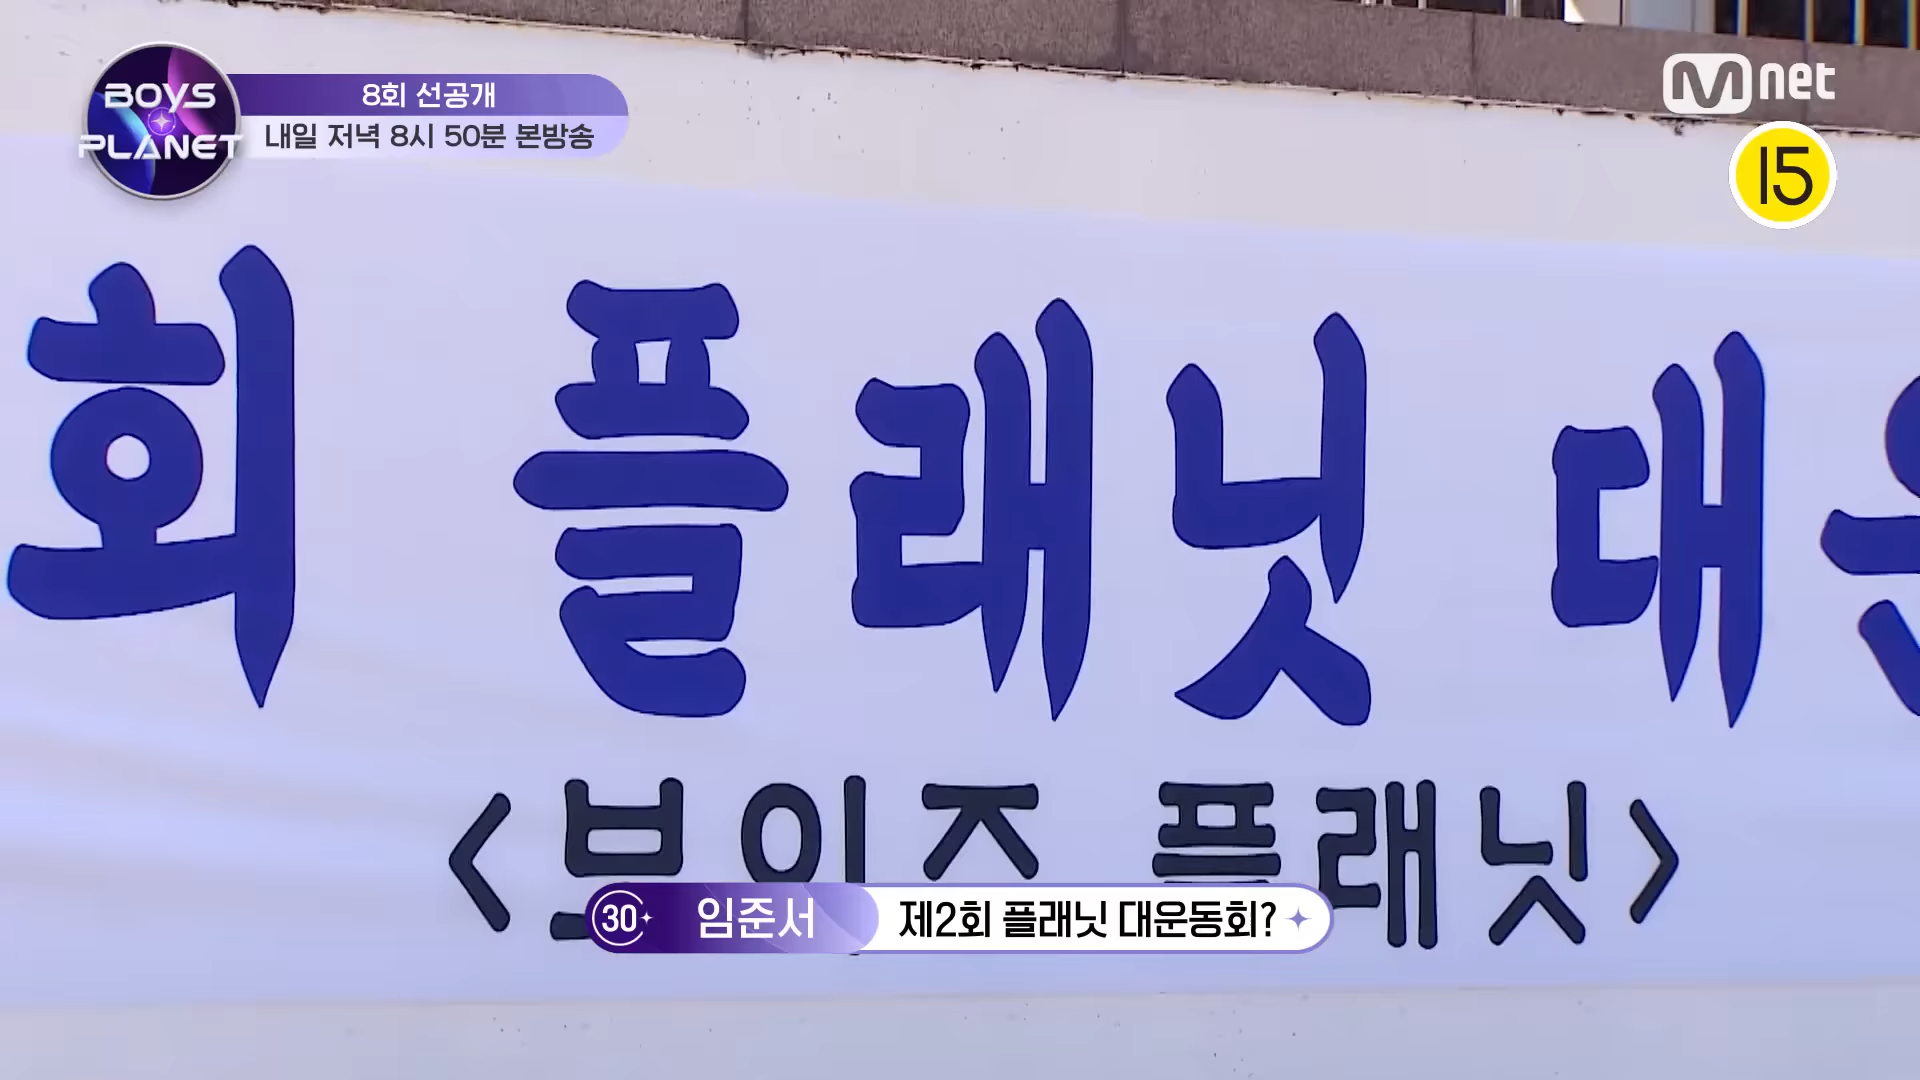 BOYS
PLANET
8회 선공개
내일 저녁 8시 50분 본방송
Mnet
15
회 플래닛 대운
<보이즈 플래닛>
30 임준서 제2회 플래닛 대운동회?